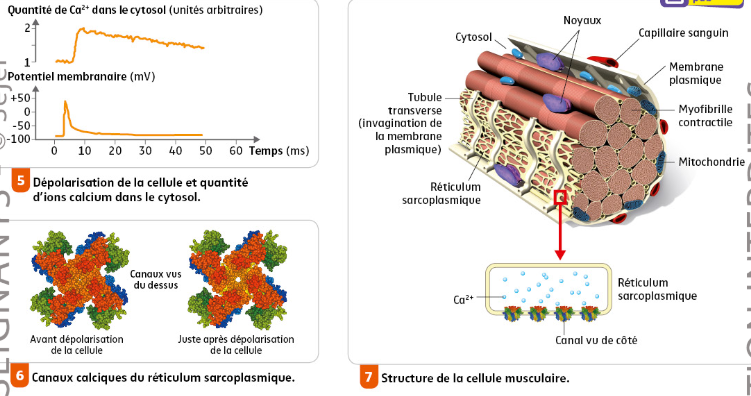 Quantité de Ca²⁺ dans le cytosol (unités arbitraires)
2
1
Potentiel membranaire (mV)
+50
0
-50
-100
0 10 20 30 40 50 60 Temps (ms)
5 Dépolarisation de la cellule et quantité
d'ions calcium dans le cytosol.
Canaux vus
du dessus
Avant dépolarisation
de la cellule
Juste après dépolarisation
de la cellule
6 Canaux calciques du réticulum sarcoplasmique.
Noyaux
Cytosol
Capillaire sanguin
Membrane
plasmique
Tubule
transverse
(invagination de
la membrane
plasmique)
Myofibrille
contractile
Mitochondrie
Réticulum
sarcoplasmique
Ca²⁺
Réticulum
sarcoplasmique
Canal vu de côté
7 Structure de la cellule musculaire.